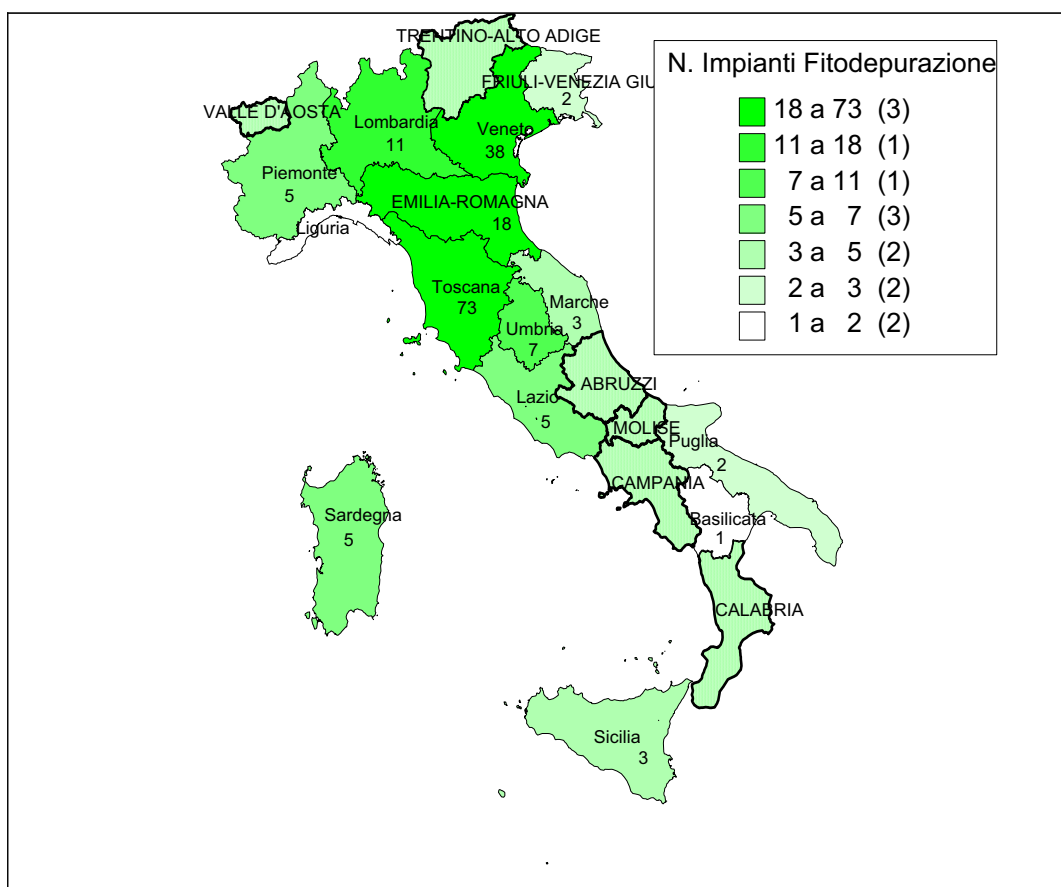 TRENTINO-ALTO ADIGE
FRIULI-VENEZIA GIU
2
VALLE D'AOSTA
Lombardia
11
Veneto
38
Piemonte
5
EMILIA-ROMAGNA
18
Liguria
Toscana
73
Marche
3
Umbria
7
ABRUZZI
Lazio
5
MOLISE
Puglia
2
CAMPANIA
Basilicata
1
Sardegna
5
CALABRIA
Sicilia
3
N. Impianti Fitodepurazione
18 a 73 (3)
11 a 18 (1)
7 a 11 (1)
5 a 7 (3)
3 a 5 (2)
2 a 3 (2)
1 a 2 (2)